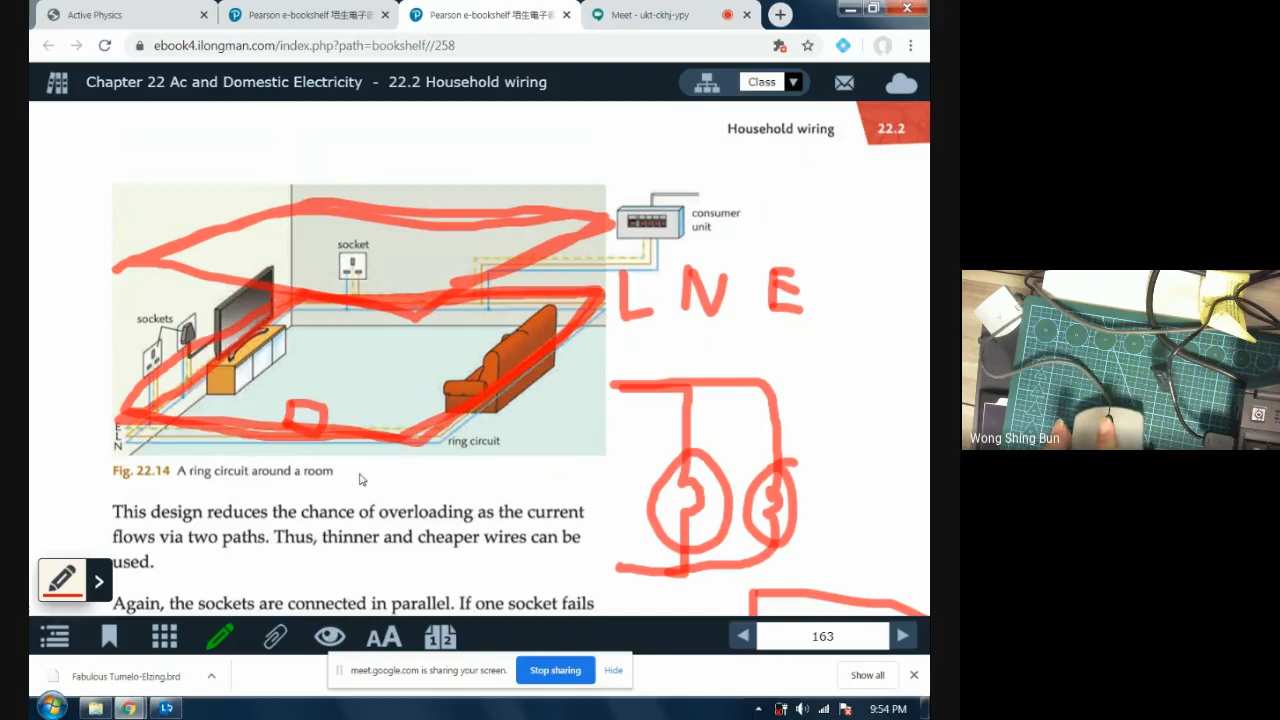 Active Physics
Pearson e-bookshelf 培生電子
Pearson e-bookshelf 培生電子
Meet - ukt-ckhj-ypy
ebook4.ilongman.com/index.php?path=bookshelf//258
Chapter 22 Ac and Domestic Electricity - 22.2 Household wiring
Class
Household wiring 22.2
consumer
unit
socket
L N E
sockets
E
L
N
ring circuit
Fig. 22.14 A ring circuit around a room
This design reduces the chance of overloading as the current
flows via two paths. Thus, thinner and cheaper wires can be
used.
Again, the sockets are connected in parallel. If one socket fails
AA
1 2
163
meet.google.com is sharing your screen.
Stop sharing
Hide
Fabulous Tumelo-Elzing.brd
Show all
9:54 PM
Wong Shing Bun